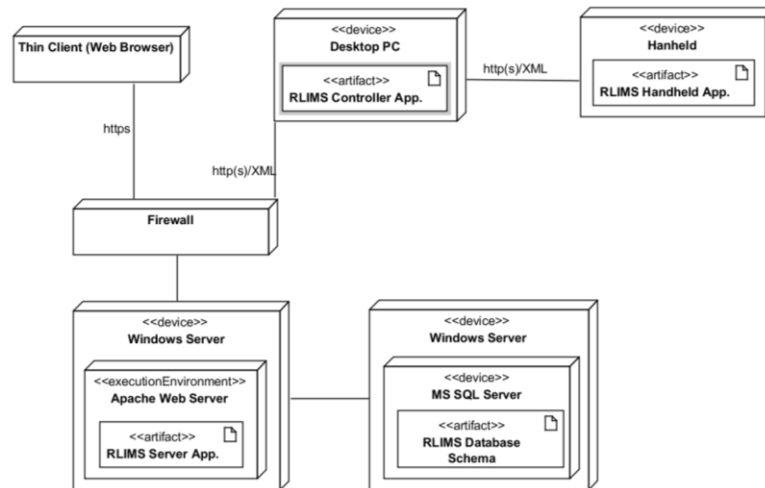 Thin Client (Web Browser)
<<device>>
Desktop PC
<<artifact>>
RLIMS Controller App.
http(s)/XML
<<device>>
Hanheld
<<artifact>>
RLIMS Handheld App.
https
http(s)/XML
Firewall
<<device>>
Windows Server
<<executionEnvironment>>
Apache Web Server
<<artifact>>
RLIMS Server App.
<<device>>
Windows Server
<<device>>
MS SQL Server
<<artifact>>
RLIMS Database
Schema